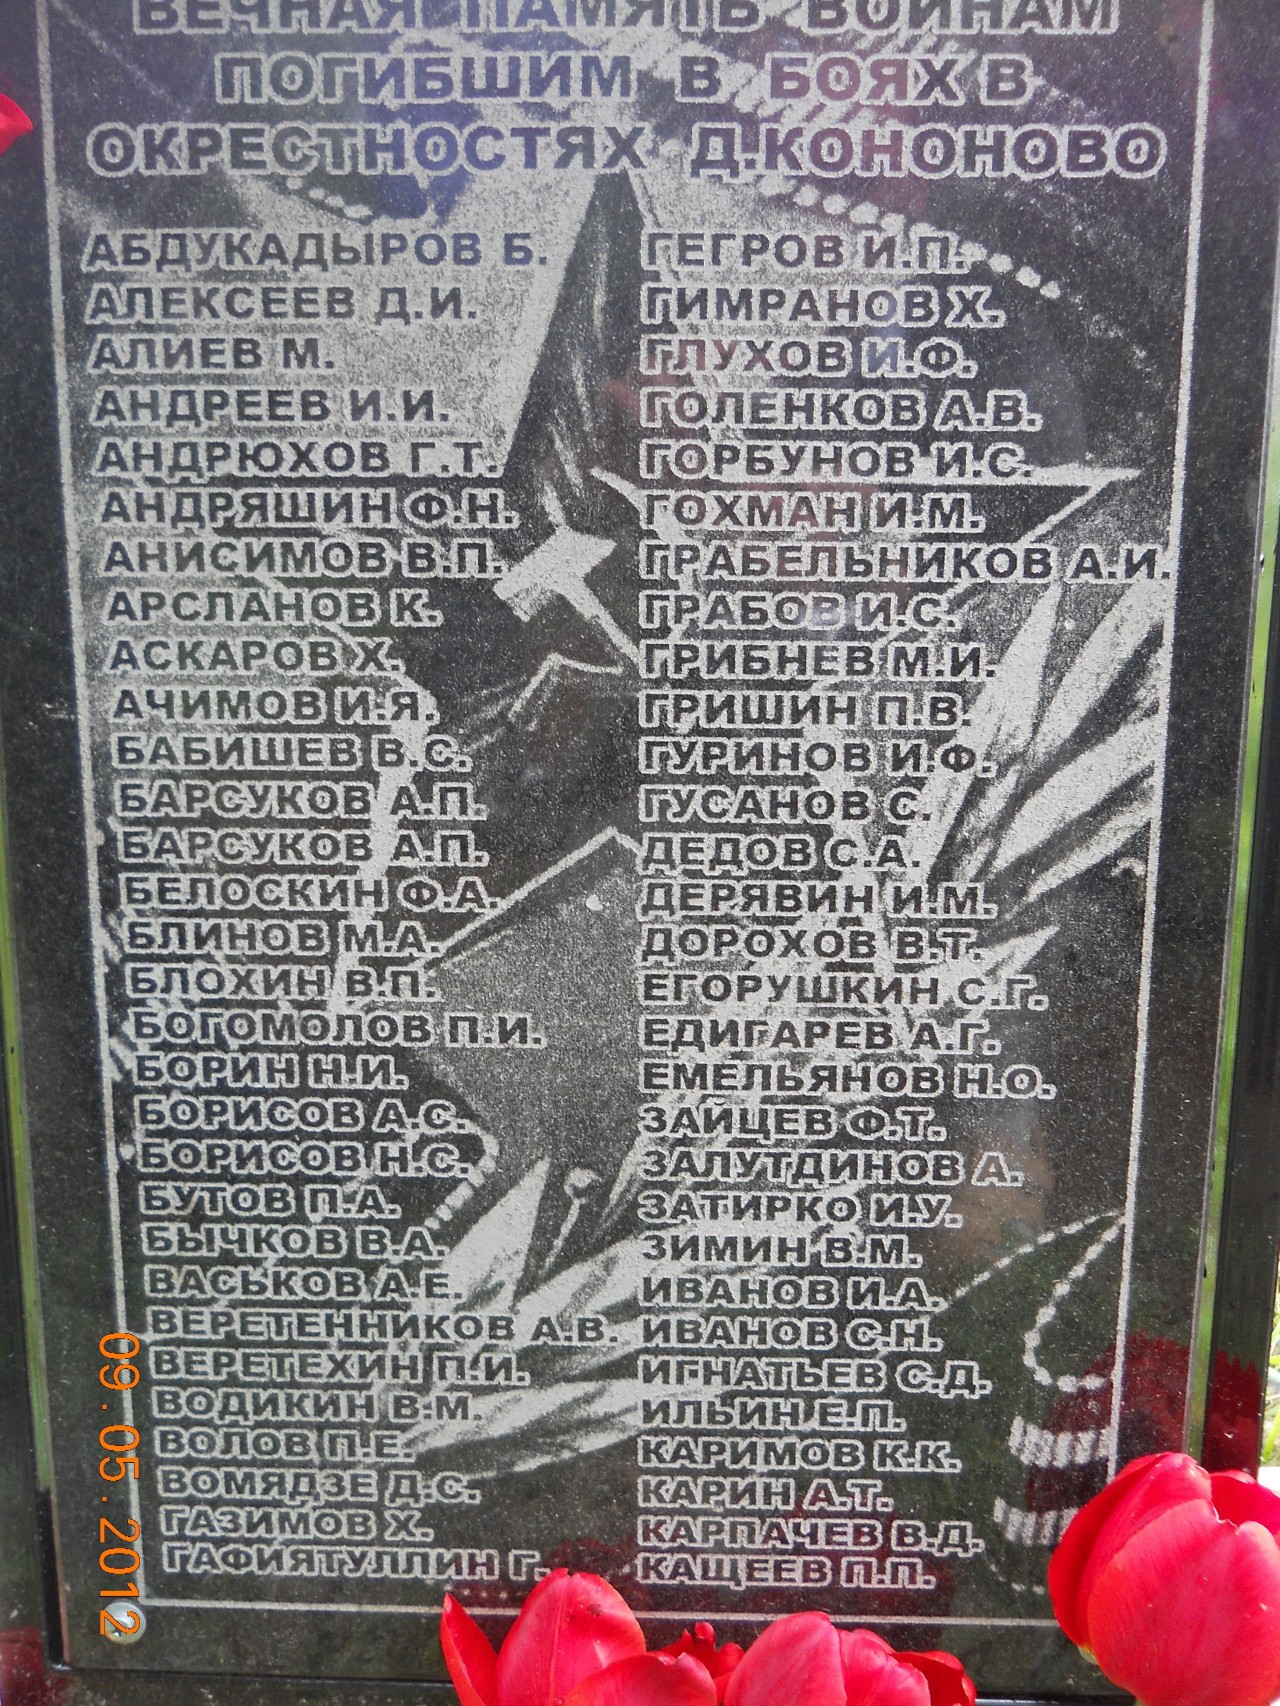 ВЕЧНАЯ ПАМЯТЬ ВОИНАМ
ПОГИБШИМ В БОЯХ В
ОКРЕСТНОСТЯХ Д.КОНОНОВО
АБДУКАДЫРОВ Б.
АЛЕКСЕЕВ Д.И.
АЛИЕВ М.
АНДРЕЕВ И.И.
АНДРЮХОВ Г.Т.
АНДРЯШИН Ф.Н.
АНИСИМОВ В.П.
АРСЛАНОВ К.
АСКАРОВ Х.
АЧИМОВ И.Я.
БАБИШЕВ В.С.
БАРСУКОВ А.П.
БАРСУКОВ А.П.
БЕЛОСКИН Ф.А.
БЛИНОВ М.А.
БЛОХИН В.П.
БОГОМОЛОВ П.И.
БОРИН Н.И.
БОРИСОВ А.С.
БОРИСОВ Н.С.
БУТОВ П.А.
БЫЧКОВ В.А.
ВАСЬКОВ А.Е.
ВЕРЕТЕННИКОВ А.В.
ВЕРЕТЕХИН П.И.
ВОДИКИН В.М.
ВОЛОВ П.Е.
ВОМЯДЗЕ Д.С.
ГАЗИМОВ Х.
ГАФИЯТУЛЛИН Г.
ГЕГРОВ И.П.
ГИМРАНОВ Х.
ГЛУХОВ И.Ф.
ГОЛЕНКОВ А.В.
ГОРБУНОВ И.С.
ГОХМАН И.М.
ГРАБЕЛЬНИКОВ А.И.
ГРАБОВ И.С.
ГРИБНЕВ М.И.
ГРИШИН П.В.
ГУРИНОВ И.Ф.
ГУСАНОВ С.
ДЕДОВ С.А.
ДЕРЯВИН И.М.
ДОРОХОВ В.Т.
ЕГОРУШКИН С.Г.
ЕДИГАРЕВ А.Г.
ЕМЕЛЬЯНОВ Н.О.
ЗАЙЦЕВ Ф.Т.
ЗАЛУТДИНОВ А.
ЗАТИРКО И.У.
ЗИМИН В.М.
ИВАНОВ И.А.
ИВАНОВ С.Н.
ИГНАТЬЕВ С.Д.
ИЛЬИН Е.П.
КАРИМОВ К.К.
КАРИН А.Т.
КАРПАЧЕВ В.Д.
КАЩЕЕВ П.П.
09.05.2012